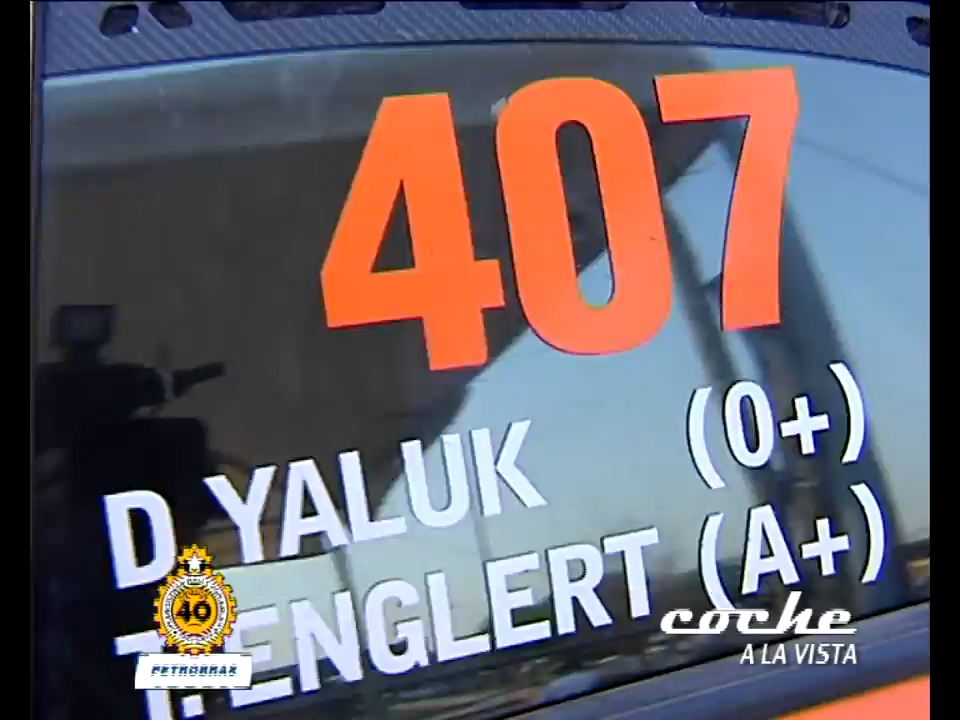 407
D.YALUK (0+)
T.ENGLERT (A+)
40
PETROBRAS
coche
A LA VISTA